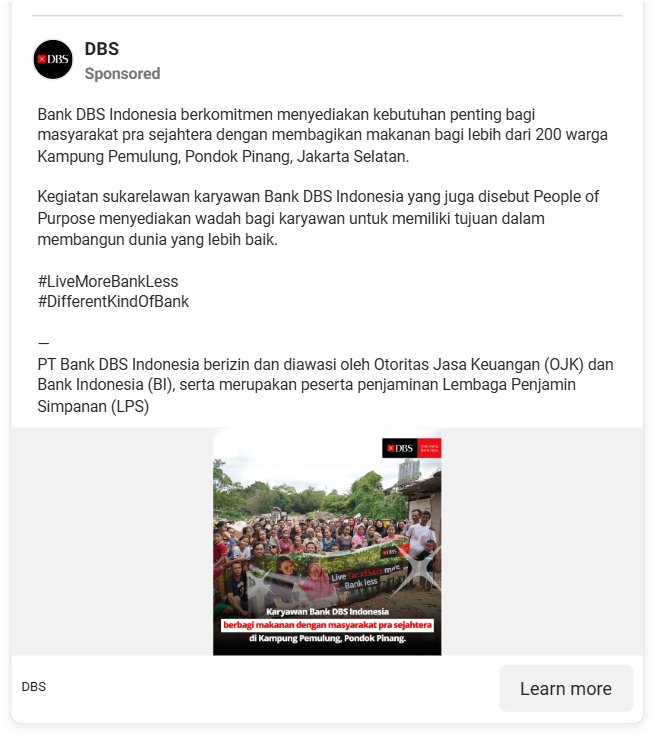 DBS
DBS
Sponsored
Bank DBS Indonesia berkomitmen menyediakan kebutuhan penting bagi
masyarakat pra sejahtera dengan membagikan makanan bagi lebih dari 200 warga
Kampung Pemulung, Pondok Pinang, Jakarta Selatan.
Kegiatan sukarelawan karyawan Bank DBS Indonesia yang juga disebut People of
Purpose menyediakan wadah bagi karyawan untuk memiliki tujuan dalam
membangun dunia yang lebih baik.
#LiveMoreBankLess
#DifferentKindOfBank
—
PT Bank DBS Indonesia berizin dan diawasi oleh Otoritas Jasa Keuangan (OJK) dan
Bank Indonesia (BI), serta merupakan peserta penjaminan Lembaga Penjamin
Simpanan (LPS)
DBS
DBS
Live more
Bank less
Karyawan Bank DBS Indonesia
berbagi makanan dengan masyarakat pra sejahtera
di Kampung Pemulung, Pondok Pinang.
DBS
Learn more